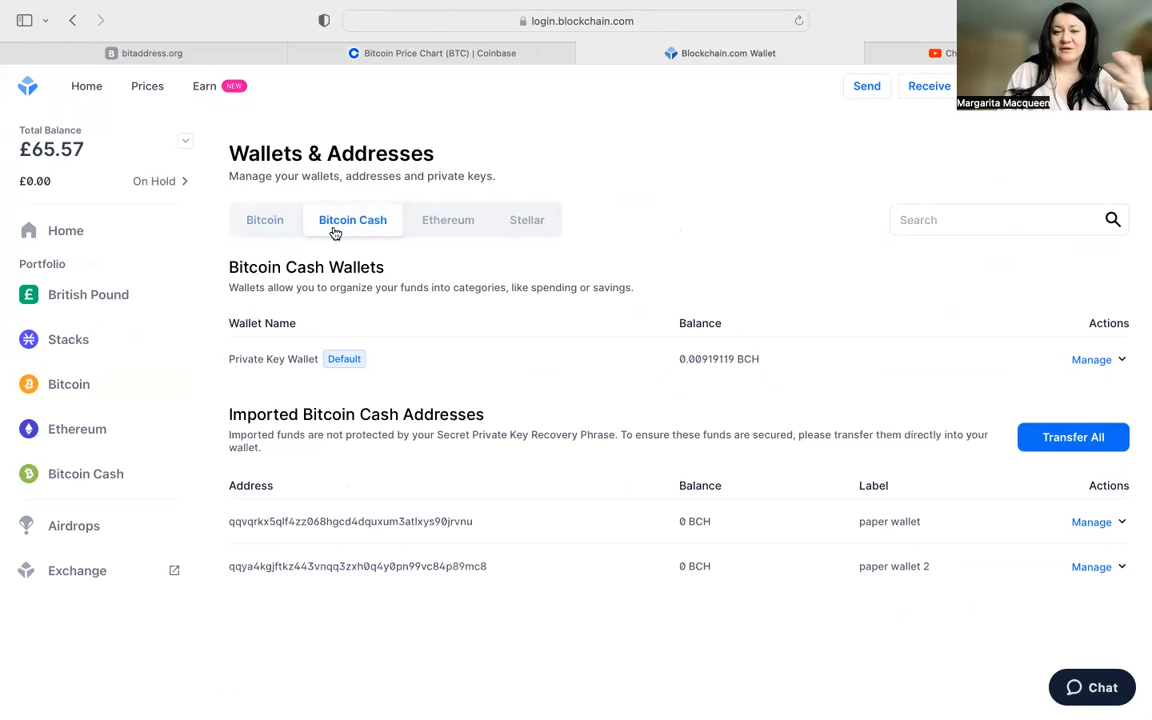 login.blockchain.com
bitaddress.org
Bitcoin Price Chart (BTC) | Coinbase
Blockchain.com Wallet
Ch
Margarita Macqueen
Home
Prices
Earn
NEW
Send
Receive
Total Balance
£65.57
£0.00
On Hold
Home
Portfolio
British Pound
Stacks
Bitcoin
Ethereum
Bitcoin Cash
Airdrops
Exchange
Wallets & Addresses
Manage your wallets, addresses and private keys.
Bitcoin
Bitcoin Cash
Ethereum
Stellar
Search
Bitcoin Cash Wallets
Wallets allow you to organize your funds into categories, like spending or savings.
Wallet Name
Balance
Actions
Private Key Wallet
Default
0.00919119 BCH
Manage
Imported Bitcoin Cash Addresses
Imported funds are not protected by your Secret Private Key Recovery Phrase. To ensure these funds are secured, please transfer them directly into your
wallet.
Transfer All
Address
Balance
Label
Actions
qqvqrkx5qlf4zz068hgcd4dquxum3atlxys90jrvnu
0 BCH
paper wallet
Manage
qqya4kgjftkz443vnqq3zxh0q4y0pn99vc84p89mc8
0 BCH
paper wallet 2
Manage
Chat